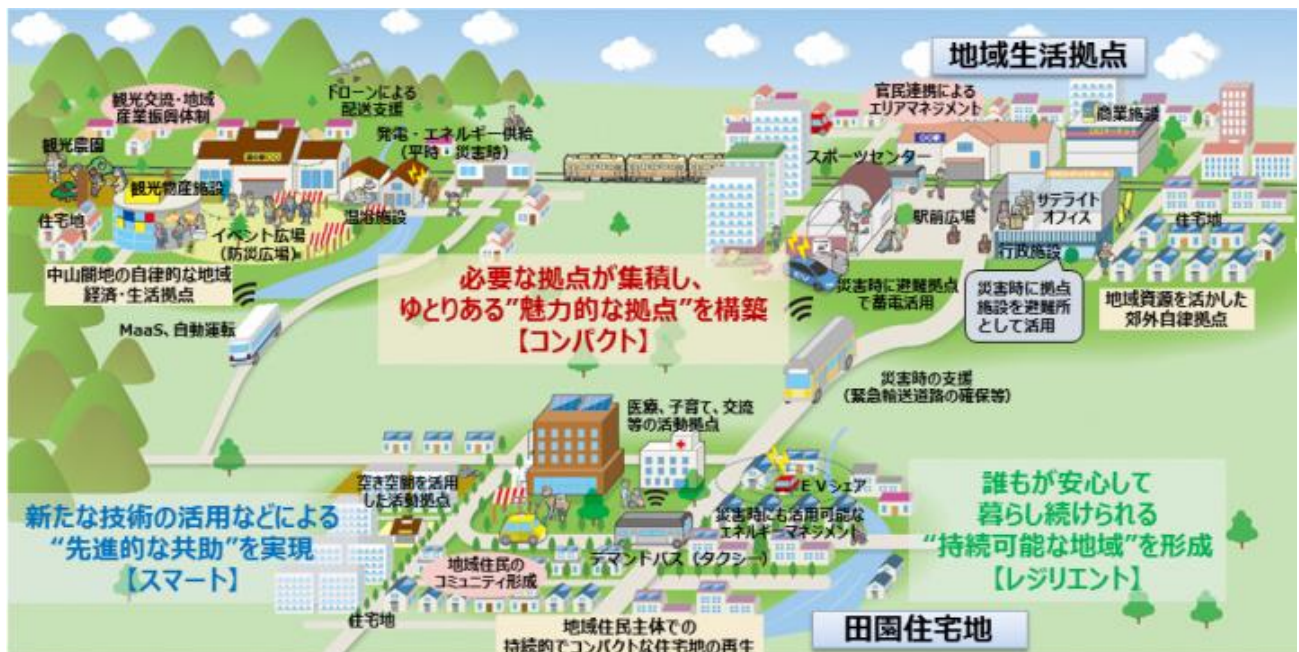 地域生活拠点
観光交流・地域
産業振興体制
ドローンによる
配送支援
発電・エネルギー供給
(平時・災害時)
観光農園
観光物産施設
住宅地
イベント広場
(防災広場)
温浴施設
中山間地の自律的な地域
経済・生活拠点
MaaS、自動運転
官民連携による
エリアマネジメント
商業施設
スポーツセンター
駅前広場
サテライト
オフィス
行政施設
住宅地
災害時に避難拠点
で蓄電活用
災害時に拠点
施設を避難所
として活用
地域資源を活かした
郊外自律拠点
必要な拠点が集積し、
ゆとりある”魅力的な拠点”を構築
【コンパクト】
災害時の支援
(緊急輸送道路の確保等)
医療、子育て、交流
等の活動拠点
空き空間を活用
した活動拠点
EVシェア
災害時にも活用可能な
エネルギーマネジメント
デマンドバス(タクシー)
新たな技術の活用などによる
“先進的な共助”を実現
【スマート】
誰もが安心して
暮らし続けられる
“持続可能な地域”を形成
【レジリエント】
地域住民の
コミュニティ形成
住宅地
地域住民主体での
持続的でコンパクトな住宅地の再生
田園住宅地